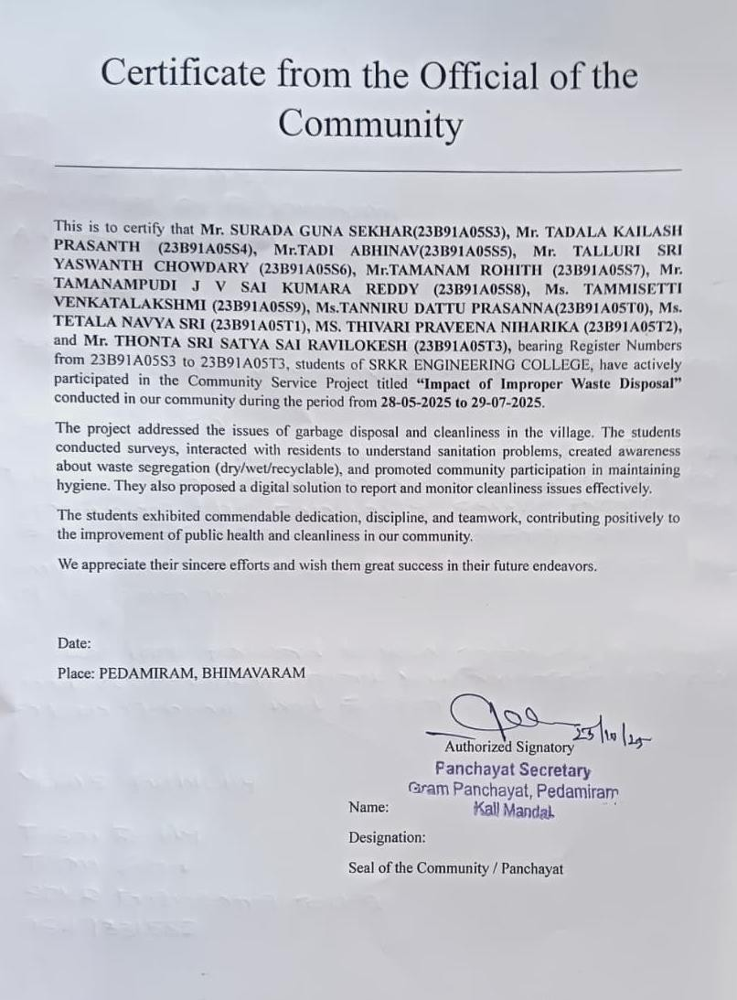 Certificate from the Official of the
Community
This is to certify that Mr. SURADA GUNA SEKHAR(23B91A05S3), Mr. TADALA KAILASH
PRASANTH (23B91A05S4), Mr.TADI ABHINAV(23B91A05S5), Mr. TALLURI SRI
YASWANTH CHOWDARY (23B91A05S6), Mr.TAMANAM ROHITH (23B91A05S7), Mr.
TAMANAMPUDI J V SAI KUMARA REDDY (23B91A05S8), Ms. TAMMISETTI
VENKATALAKSHMI (23B91A05S9), Ms.TANNIRU DATTU PRASANNA(23B91A05T0), Ms.
TETALA NAVYA SRI (23B91A05T1), MS. THIVARI PRAVEENA NIHARIKA (23B91A05T2),
and Mr. THONTA SRI SATYA SAI RAVILOKESH (23B91A05T3), bearing Register Numbers
from 23B91A05S3 to 23B91A05T3, students of SRKR ENGINEERING COLLEGE, have actively
participated in the Community Service Project titled “Impact of Improper Waste Disposal”
conducted in our community during the period from 28-05-2025 to 29-07-2025.
The project addressed the issues of garbage disposal and cleanliness in the village. The students
conducted surveys, interacted with residents to understand sanitation problems, created awareness
about waste segregation (dry/wet/recyclable), and promoted community participation in maintaining
hygiene. They also proposed a digital solution to report and monitor cleanliness issues effectively.
The students exhibited commendable dedication, discipline, and teamwork, contributing positively to
the improvement of public health and cleanliness in our community.
We appreciate their sincere efforts and wish them great success in their future endeavors.
Date:
Place: PEDAMIRAM, BHIMAVARAM
Authorized Signatory
Panchayat Secretary
Gram Panchayat, Pedamiram
Kall Mandal
Name:
Designation:
Seal of the Community / Panchayat